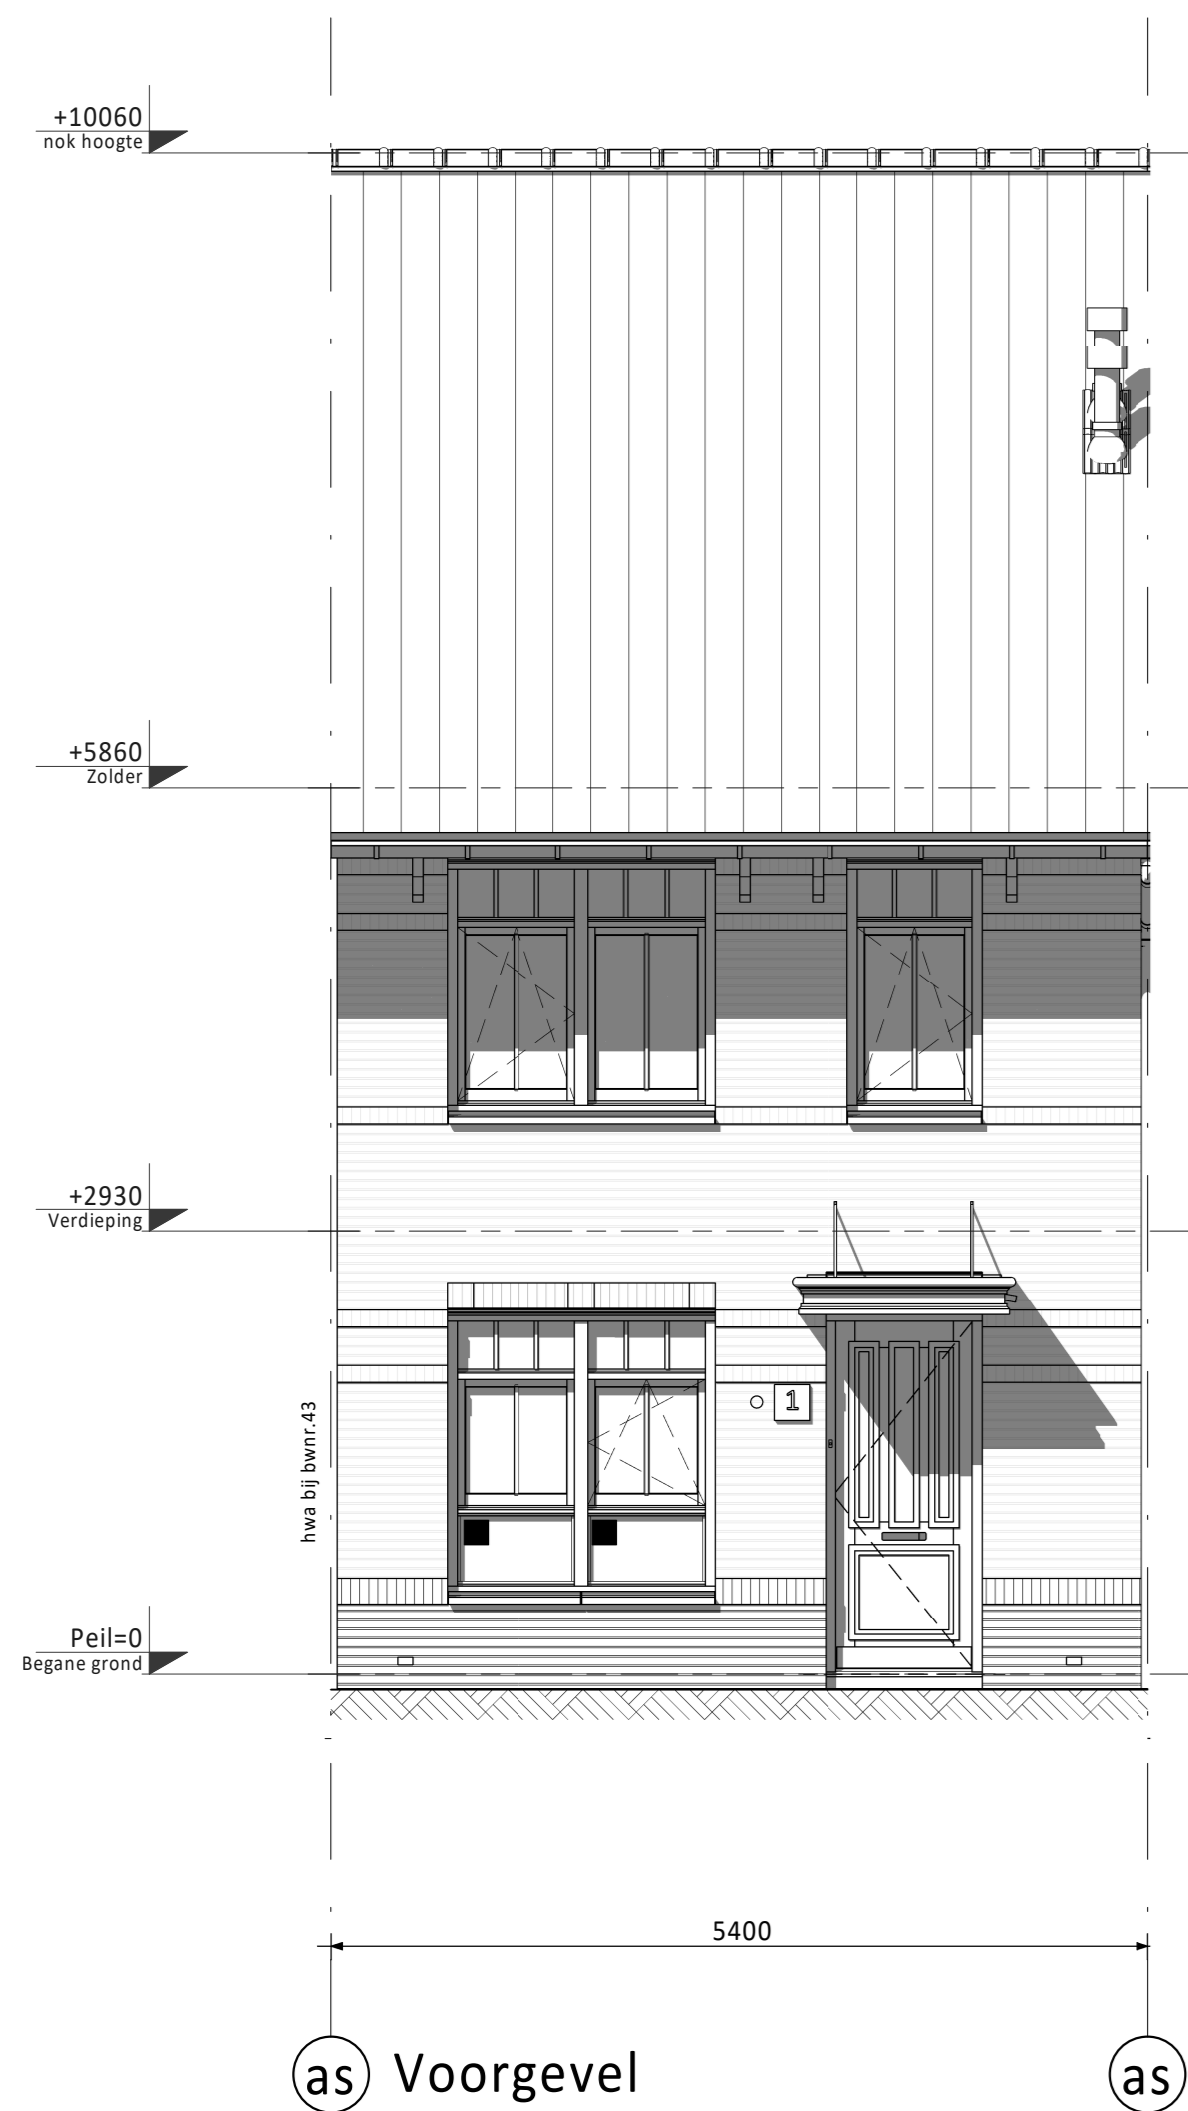 +10060
nok hoogte
+5860
Zolder
+2930
Verdieping
1
hwa bij bwnr.43
Peil=0
Begane grond
5400
as Voorgevel as